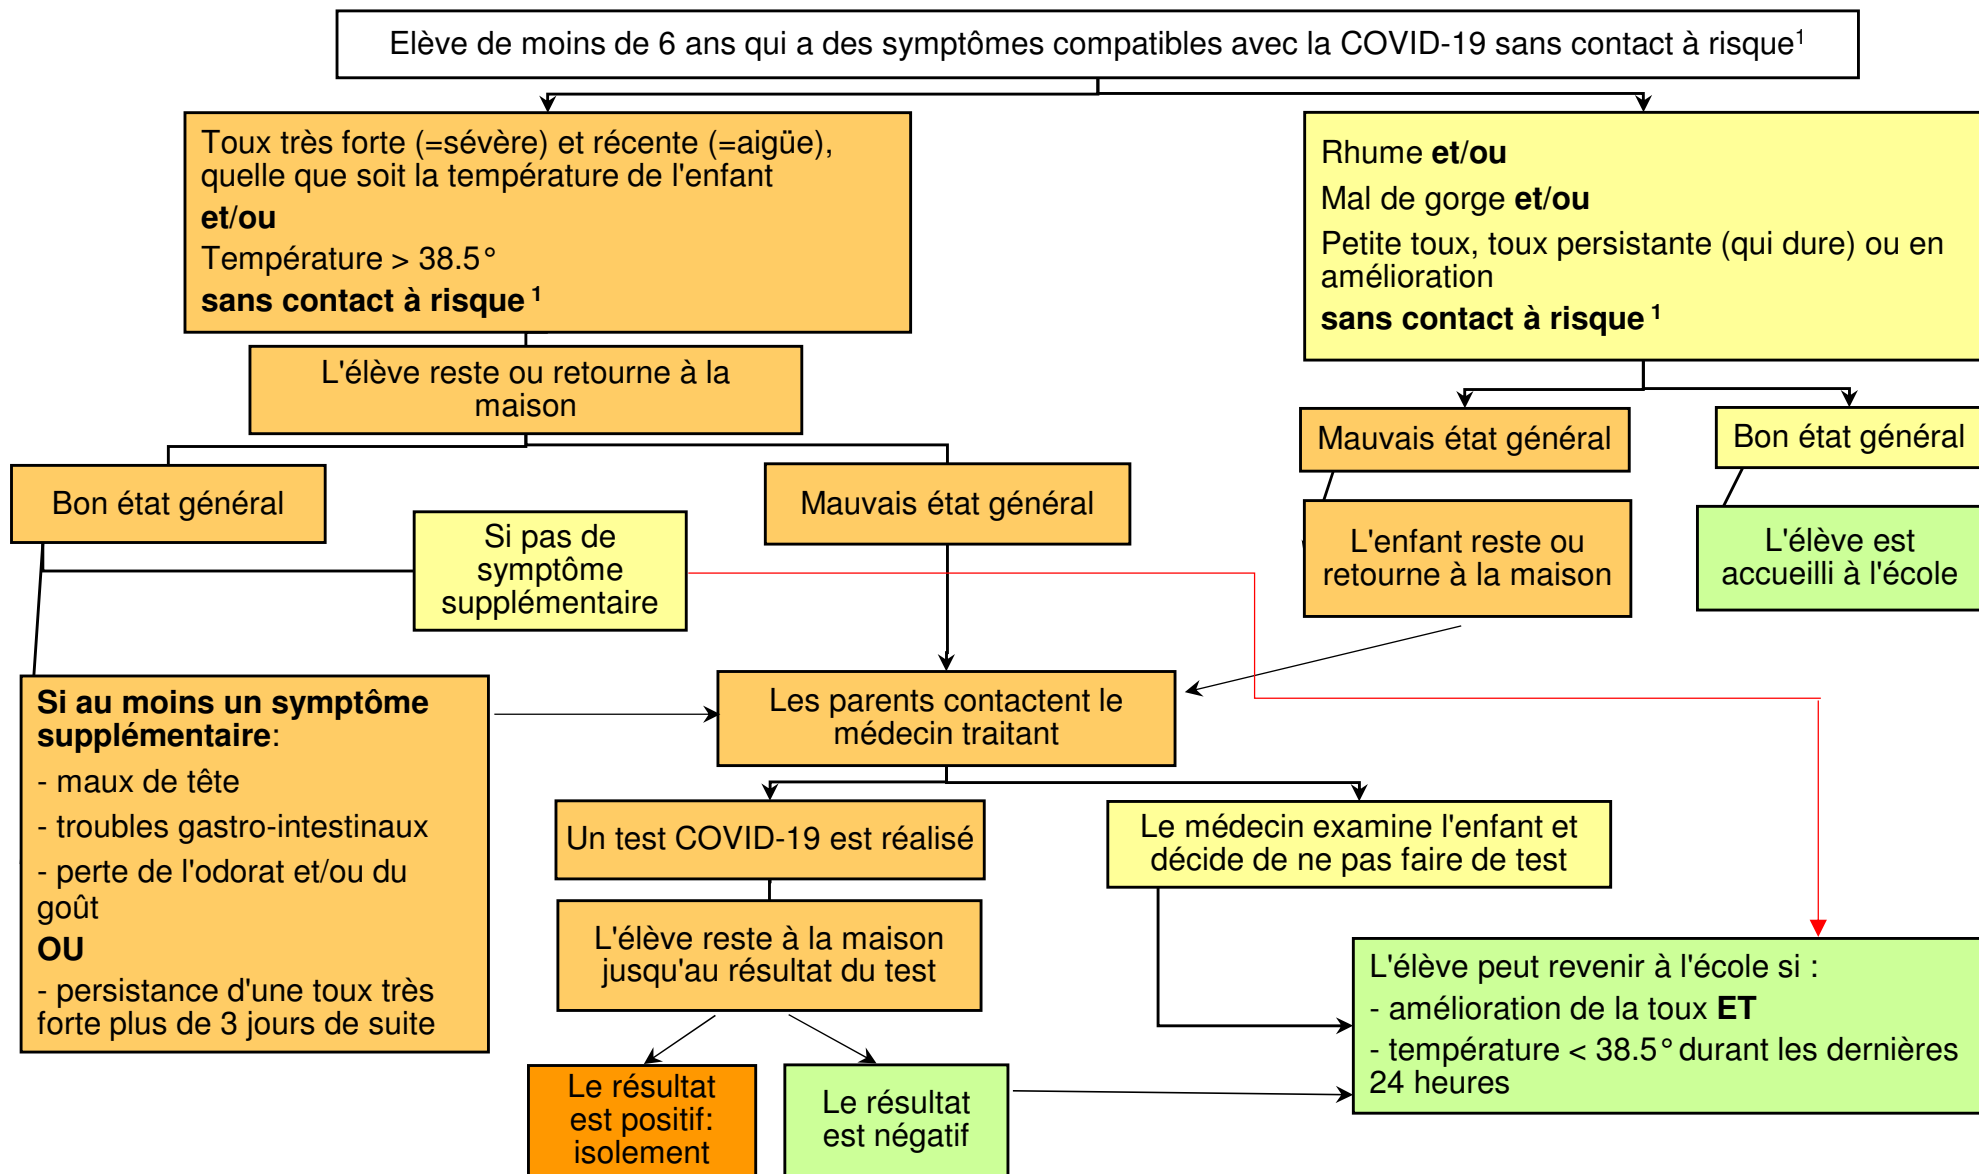 Elève de moins de 6 ans qui a des symptômes compatibles avec la COVID-19 sans contact à risque¹
Toux très forte (=sévère) et récente (=aigüe),
quelle que soit la température de l'enfant
et/ou
Température > 38.5°
sans contact à risque ¹
Rhume et/ou
Mal de gorge et/ou
Petite toux, toux persistante (qui dure) ou en
amélioration
sans contact à risque ¹
L'élève reste ou retourne à la
maison
Mauvais état général
Bon état général
Bon état général
Mauvais état général
Si pas de
symptôme
supplémentaire
L'enfant reste ou
retourne à la maison
L'élève est
accueilli à l'école
Si au moins un symptôme
supplémentaire:
- maux de tête
- troubles gastro-intestinaux
- perte de l'odorat et/ou du
goût
OU
- persistance d'une toux très
forte plus de 3 jours de suite
Les parents contactent le
médecin traitant
Un test COVID-19 est réalisé
Le médecin examine l'enfant et
décide de ne pas faire de test
L'élève reste à la maison
jusqu'au résultat du test
L'élève peut revenir à l'école si :
- amélioration de la toux ET
- température < 38.5° durant les dernières
24 heures
Le résultat
est positif:
isolement
Le résultat
est négatif